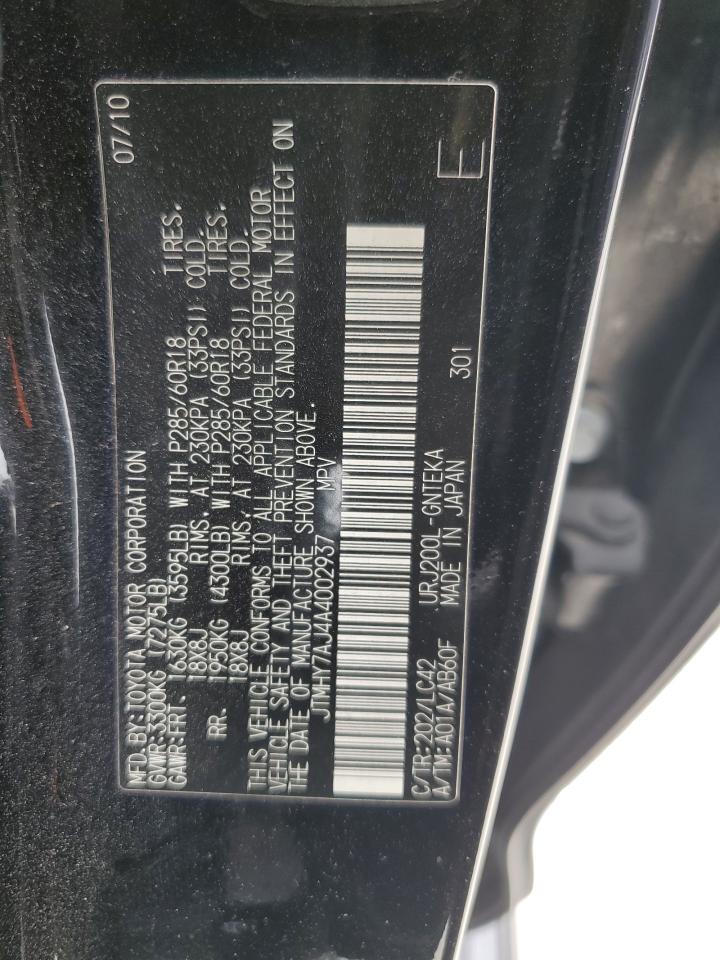 MFD.BY:TOYOTA MOTOR CORPORATION 07/10
GVWR:3300KG (7275LB)
GAWR:FRT. 1630KG (3595LB) WITH P285/60R18 TIRES.
18X8J RIMS. AT 230KPA (33PSI) COLD.
RR. 1950KG (4300LB) WITH P285/60R18 TIRES.
18X8J RIMS. AT 230KPA (33PSI) COLD.
THIS VEHICLE CONFORMS TO ALL APPLICABLE FEDERAL MOTOR
VEHICLE SAFETY AND THEFT PREVENTION STANDARDS IN EFFECT ON
THE DATE OF MANUFACTURE SHOWN ABOVE.
JTMHY7AJ4A4002937 MPV
C/TR:202/LC42 URJ200L-GNTEKA 301
A/TM:A01A/AB60F MADE IN JAPAN
E